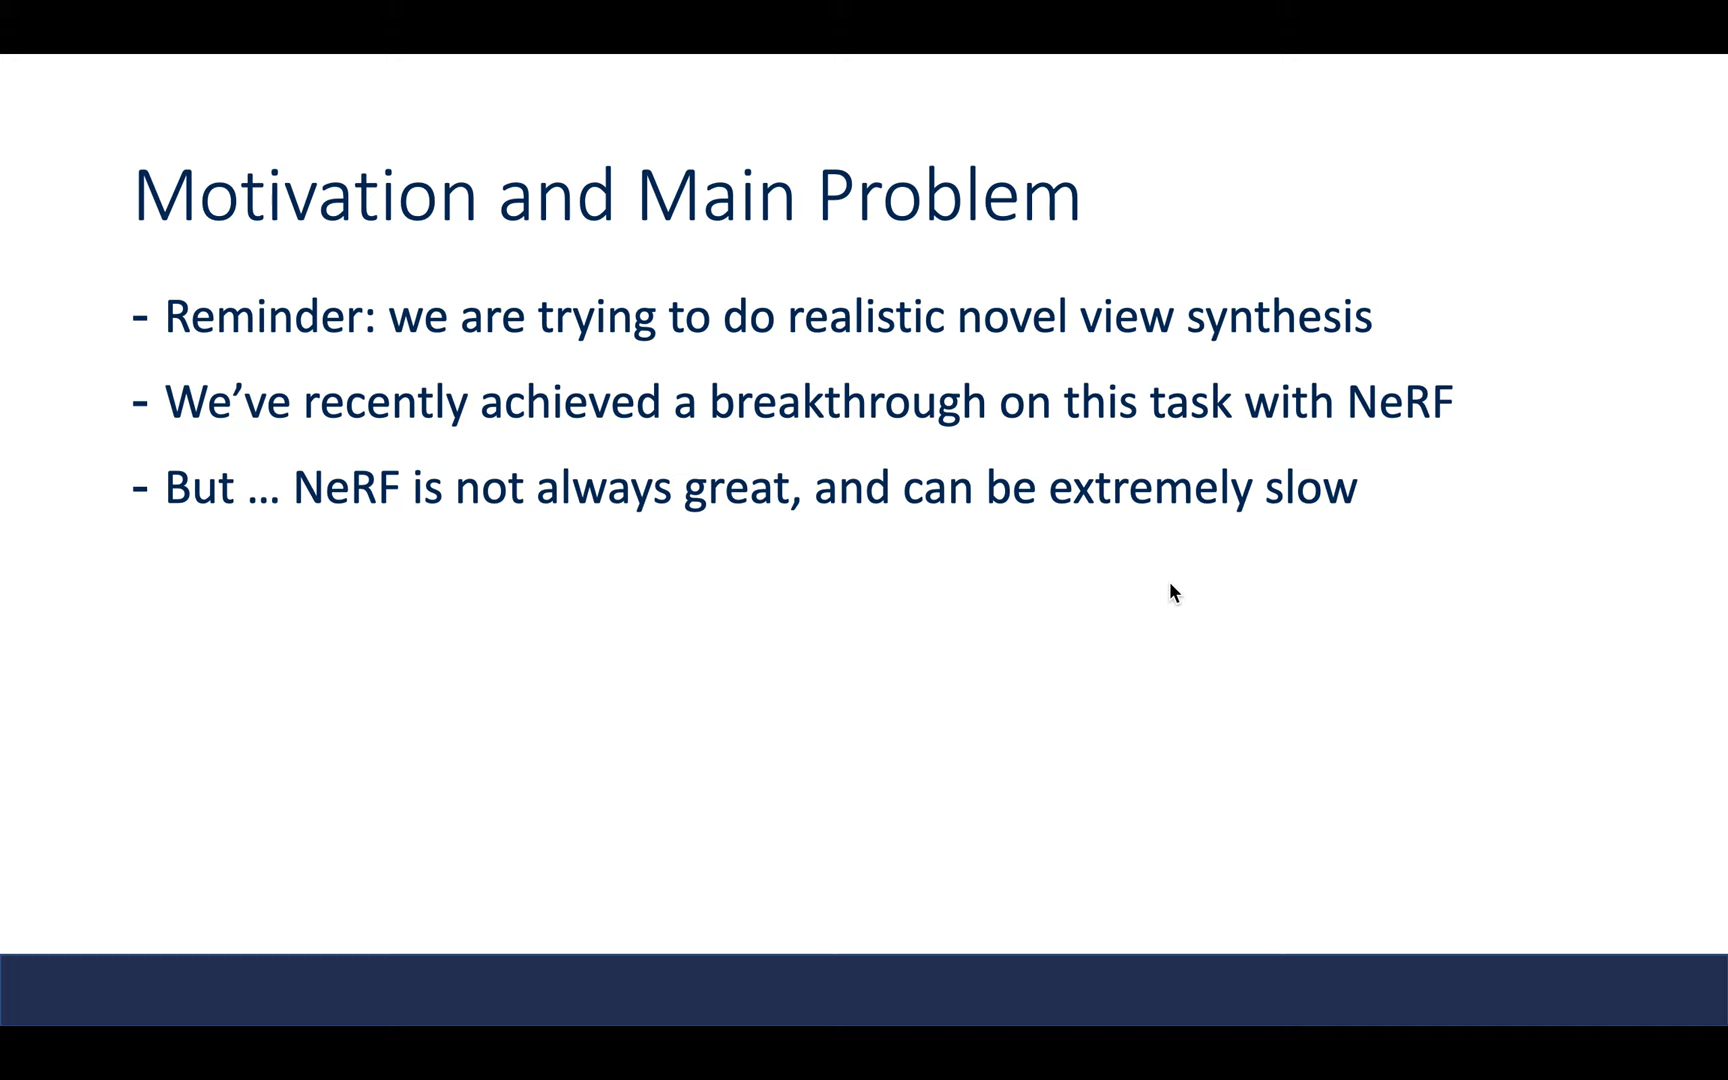 Motivation and Main Problem
- Reminder: we are trying to do realistic novel view synthesis
- We’ve recently achieved a breakthrough on this task with NeRF
- But … NeRF is not always great, and can be extremely slow